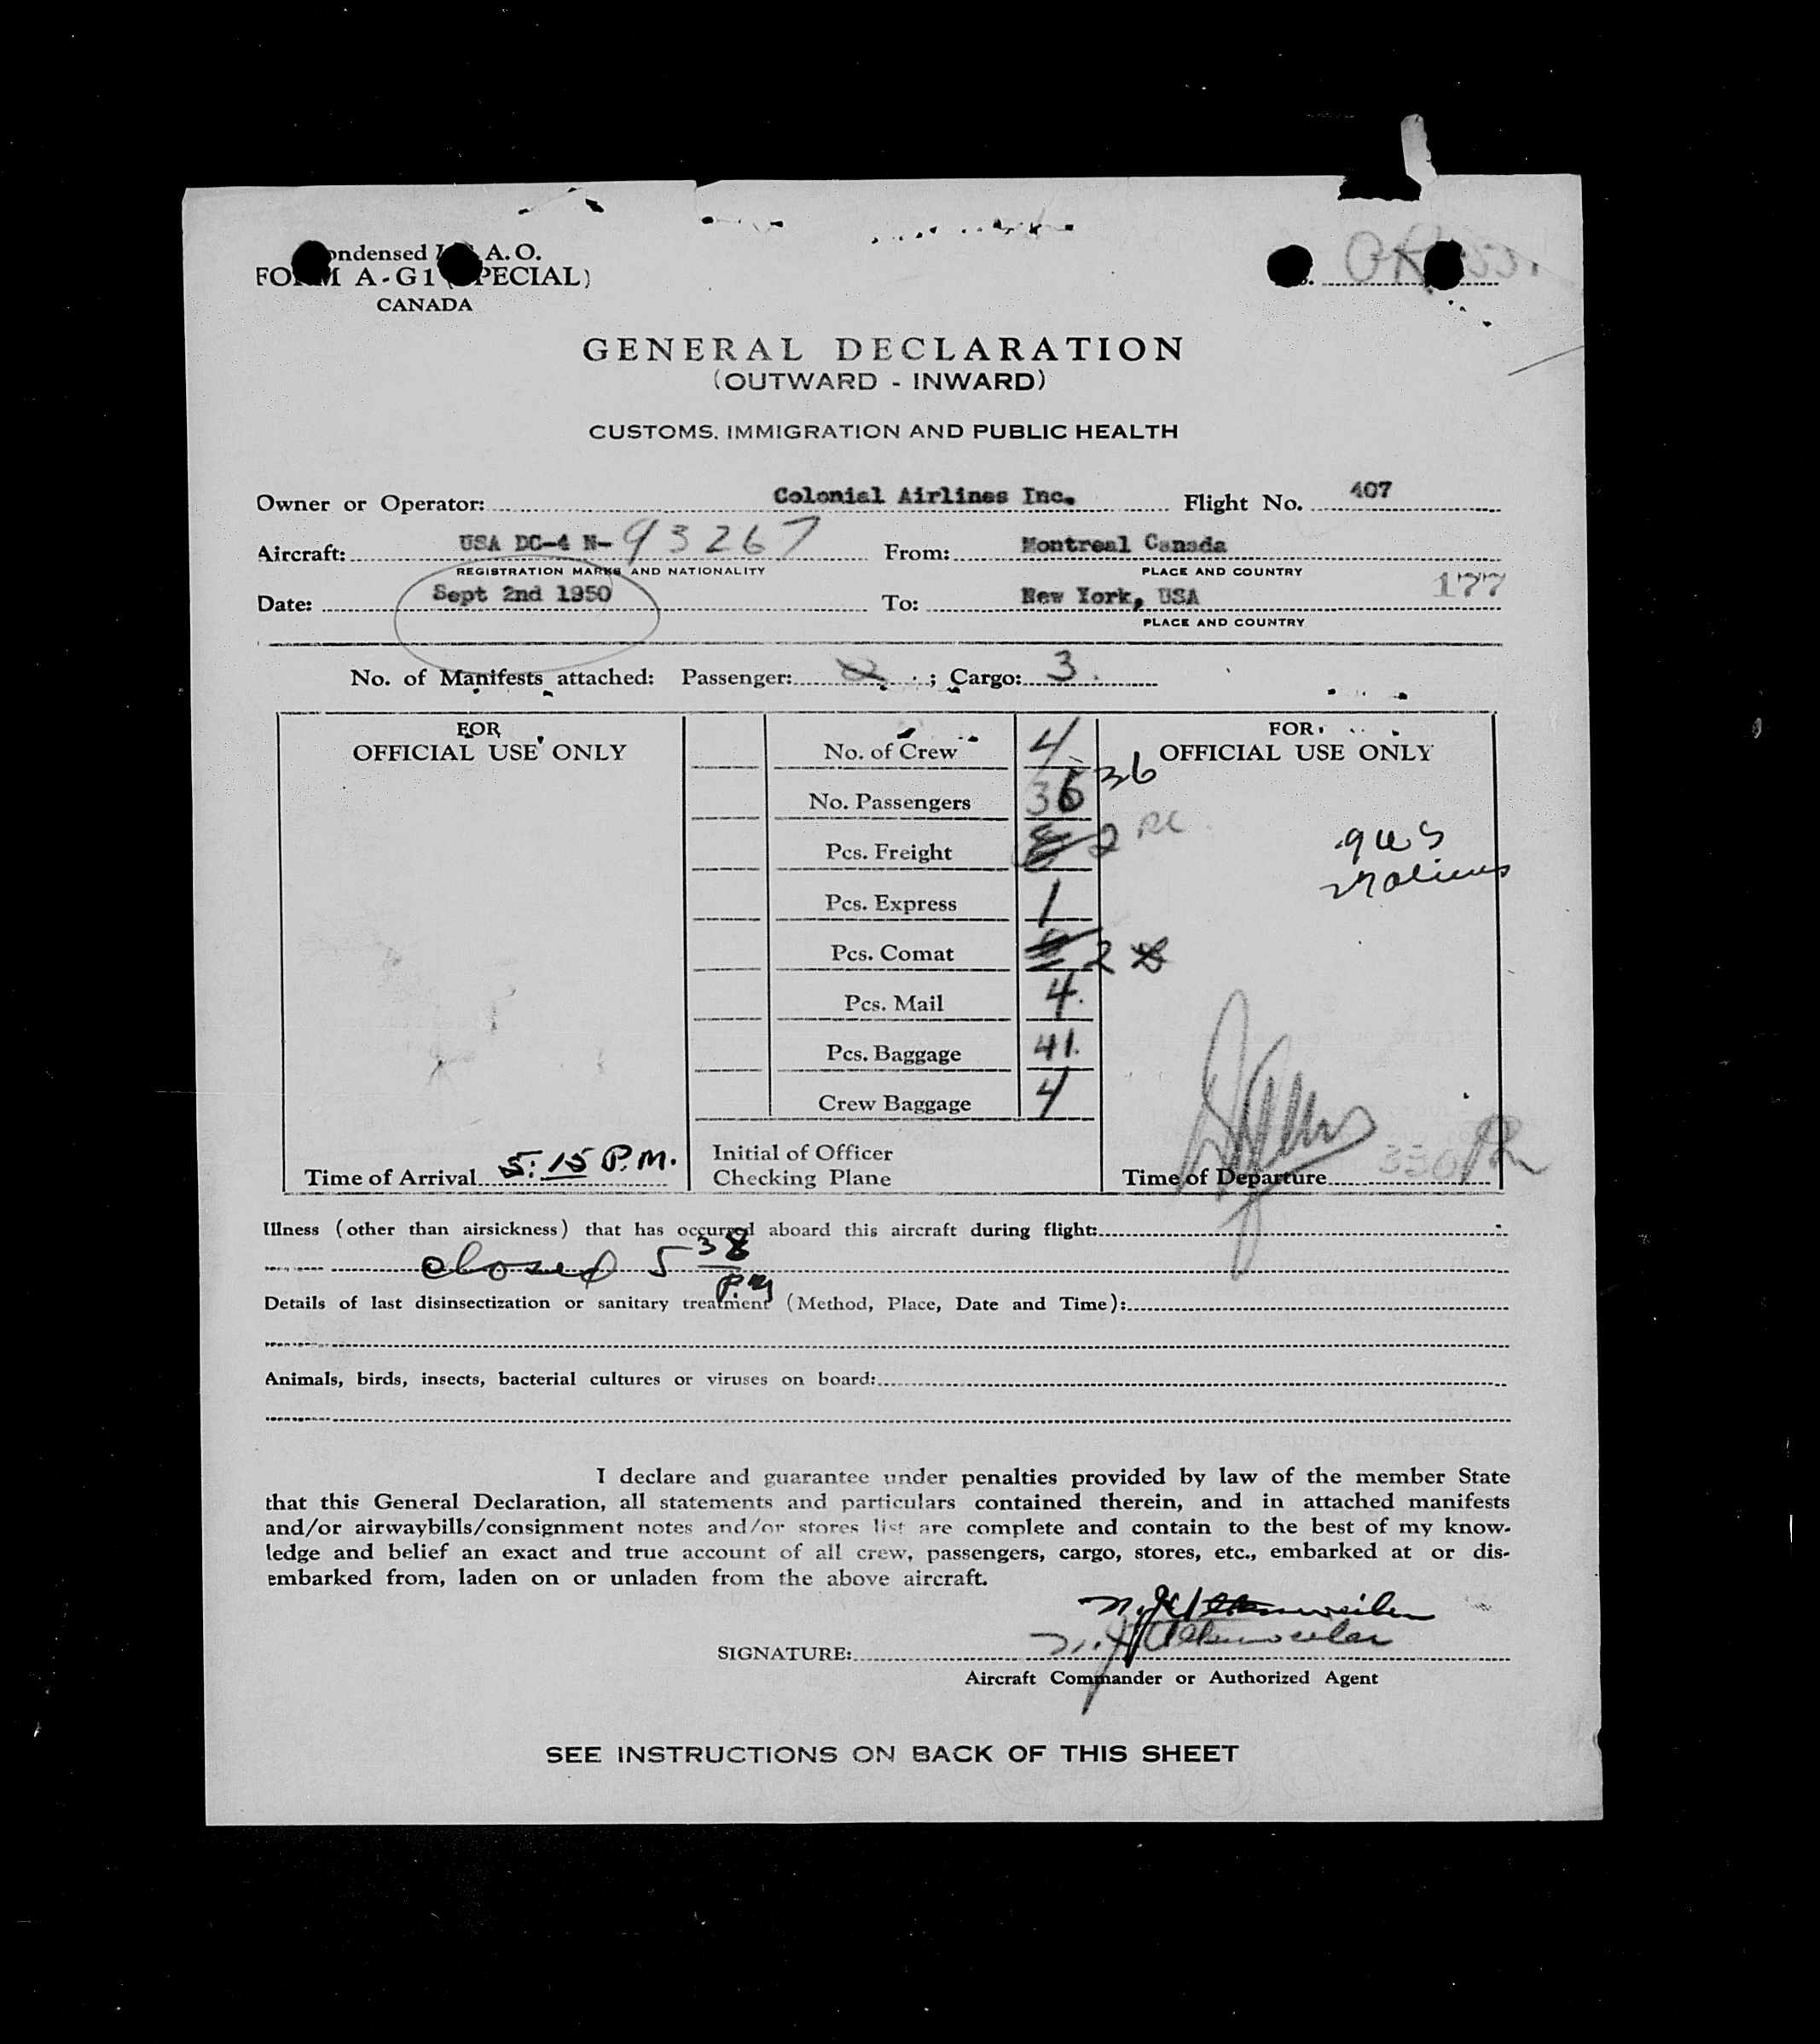 Condensed I.C.A.O.
FORM A-G1 (SPECIAL)
CANADA
GENERAL DECLARATION
(OUTWARD - INWARD)
CUSTOMS, IMMIGRATION AND PUBLIC HEALTH
Owner or Operator: Colonial Airlines Inc. Flight No. 407
Aircraft: USA DC-4 N-93267 From: Montreal Canada
REGISTRATION MARKS AND NATIONALITY PLACE AND COUNTRY
Date: Sept 2nd 1950 To: New York, USA 177
PLACE AND COUNTRY
No. of Manifests attached: Passenger: ; Cargo: 3.
FOR
OFFICIAL USE ONLY
No. of Crew 4
FOR
OFFICIAL USE ONLY
No. Passengers 36 36
Pcs. Freight 2
Pcs. Express 1
Pcs. Comat 2
Pcs. Mail 4.
Pcs. Baggage 41.
Crew Baggage 4
Time of Arrival 5:15 P.M.
Initial of Officer
Checking Plane
Time of Departure 330
Illness (other than airsickness) that has occurred aboard this aircraft during flight:
closed 5 38 P.M
Details of last disinsectization or sanitary treatment (Method, Place, Date and Time):
Animals, birds, insects, bacterial cultures or viruses on board:
I declare and guarantee under penalties provided by law of the member State
that this General Declaration, all statements and particulars contained therein, and in attached manifests
and/or airwaybills/consignment notes and/or stores list are complete and contain to the best of my know-
ledge and belief an exact and true account of all crew, passengers, cargo, stores, etc., embarked at or dis-
embarked from, laden on or unladen from the above aircraft.
SIGNATURE:
Aircraft Commander or Authorized Agent
SEE INSTRUCTIONS ON BACK OF THIS SHEET